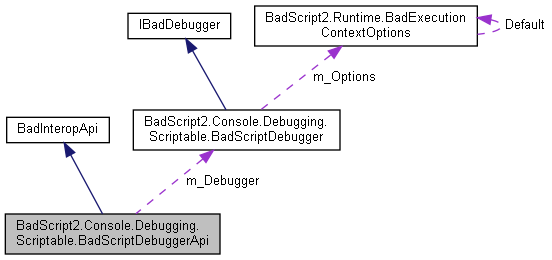 IBadDebugger
BadScript2.Runtime.BadExecution
ContextOptions
Default
m_Options
BadInteropApi
BadScript2.Console.Debugging.
Scriptable.BadScriptDebugger
m_Debugger
BadScript2.Console.Debugging.
Scriptable.BadScriptDebuggerApi